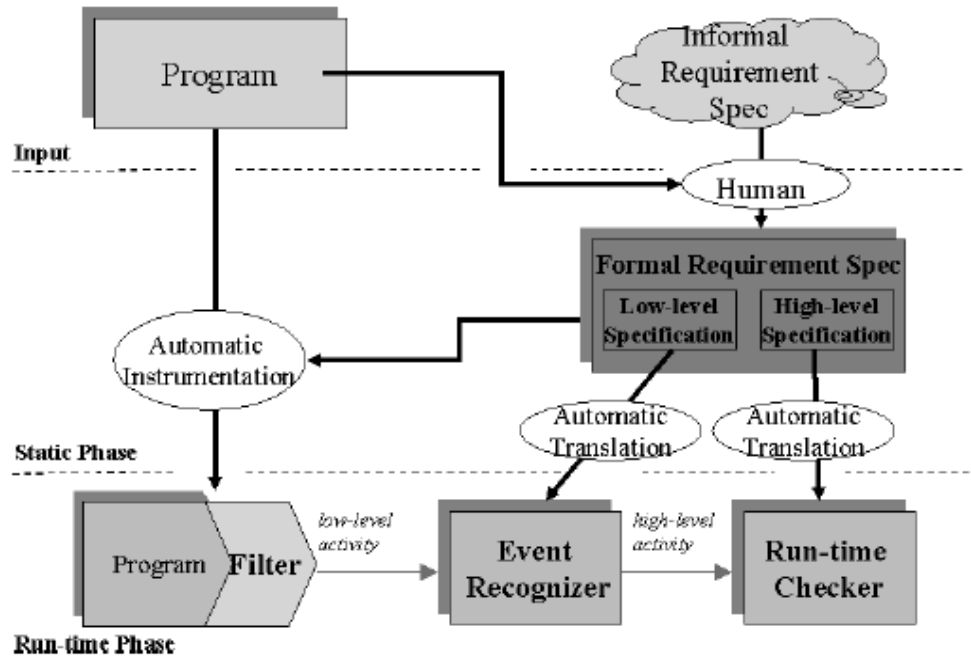 Program
Informal
Requirement
Spec
Input
Human
Formal Requirement Spec
Low-level
Specification
High-level
Specification
Automatic
Instrumentation
Automatic
Translation
Automatic
Translation
Static Phase
Program
Filter
low-level
activity
Event
Recognizer
high-level
activity
Run-time
Checker
Run-time Phase